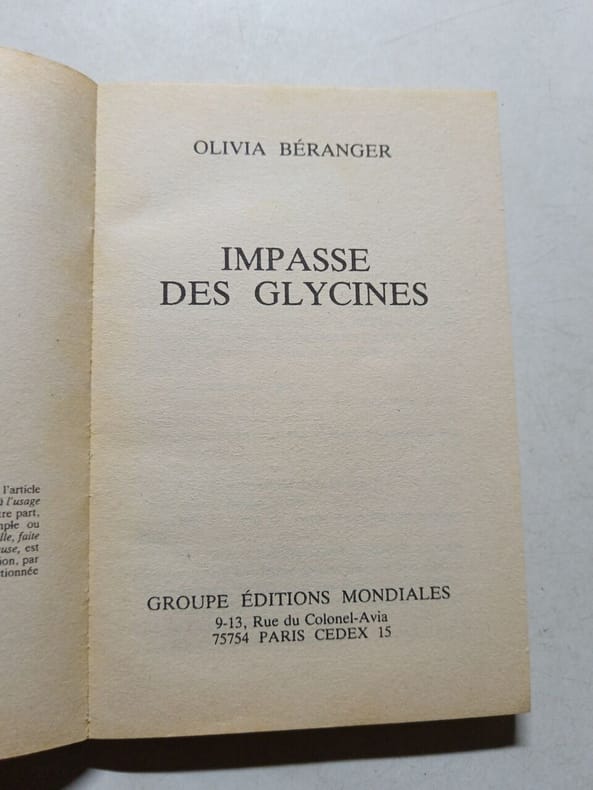 l'article
à l'usage
tre part,
mple ou
lle, faite
use, est
ion, par
tionnée
OLIVIA BÉRANGER
IMPASSE
DES GLYCINES
GROUPE ÉDITIONS MONDIALES
9-13, Rue du Colonel-Avia
75754 PARIS CEDEX 15